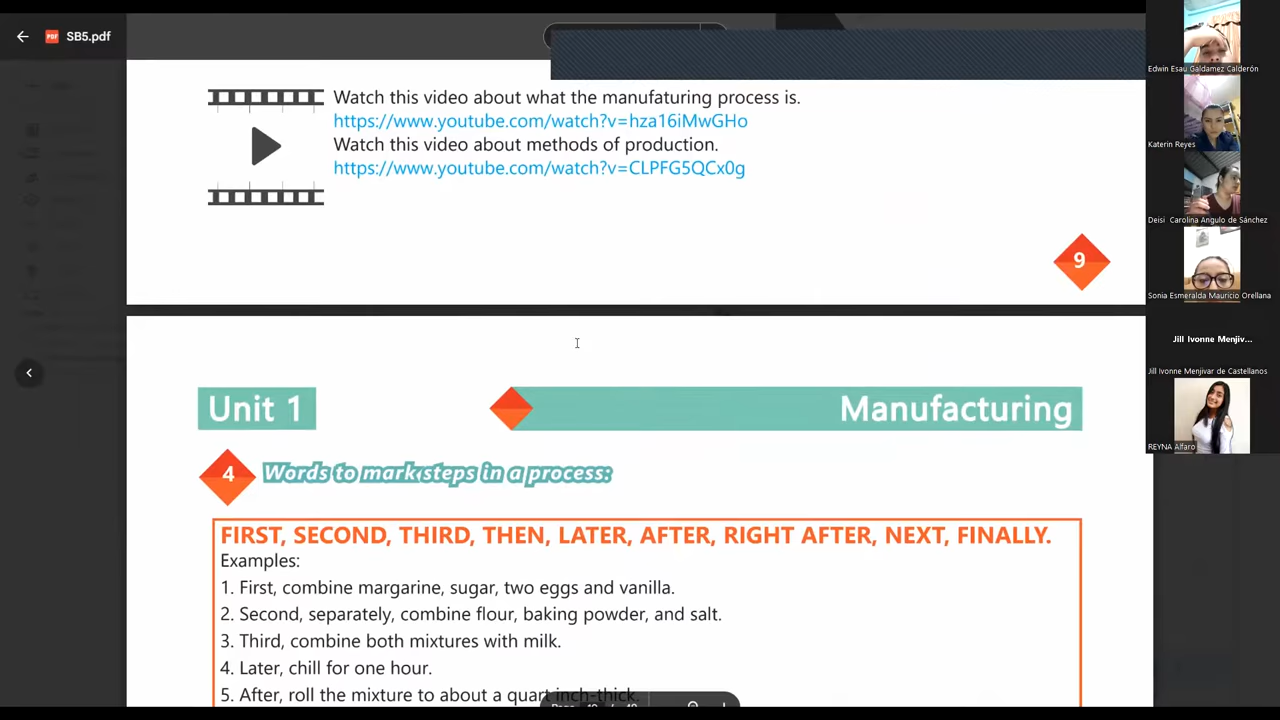 SB5.pdf
Watch this video about what the manufaturing process is.
https://www.youtube.com/watch?v=hza16iMwGHo
Watch this video about methods of production.
https://www.youtube.com/watch?v=CLPFG5QCx0g
9
Unit 1
Manufacturing
4
Words to mark steps in a process:
FIRST, SECOND, THIRD, THEN, LATER, AFTER, RIGHT AFTER, NEXT, FINALLY.
Examples:
1. First, combine margarine, sugar, two eggs and vanilla.
2. Second, separately, combine flour, baking powder, and salt.
3. Third, combine both mixtures with milk.
4. Later, chill for one hour.
5. After, roll the mixture to about a quart inch-thick.
Edwin Esau Galdamez Calderón
Katerin Reyes
Deisi Carolina Angulo de Sánchez
Sonia Esmeralda Mauricio Orellana
Jill Ivonne Menjiv...
Jill Ivonne Menjivar de Castellanos
REYNA Alfaro